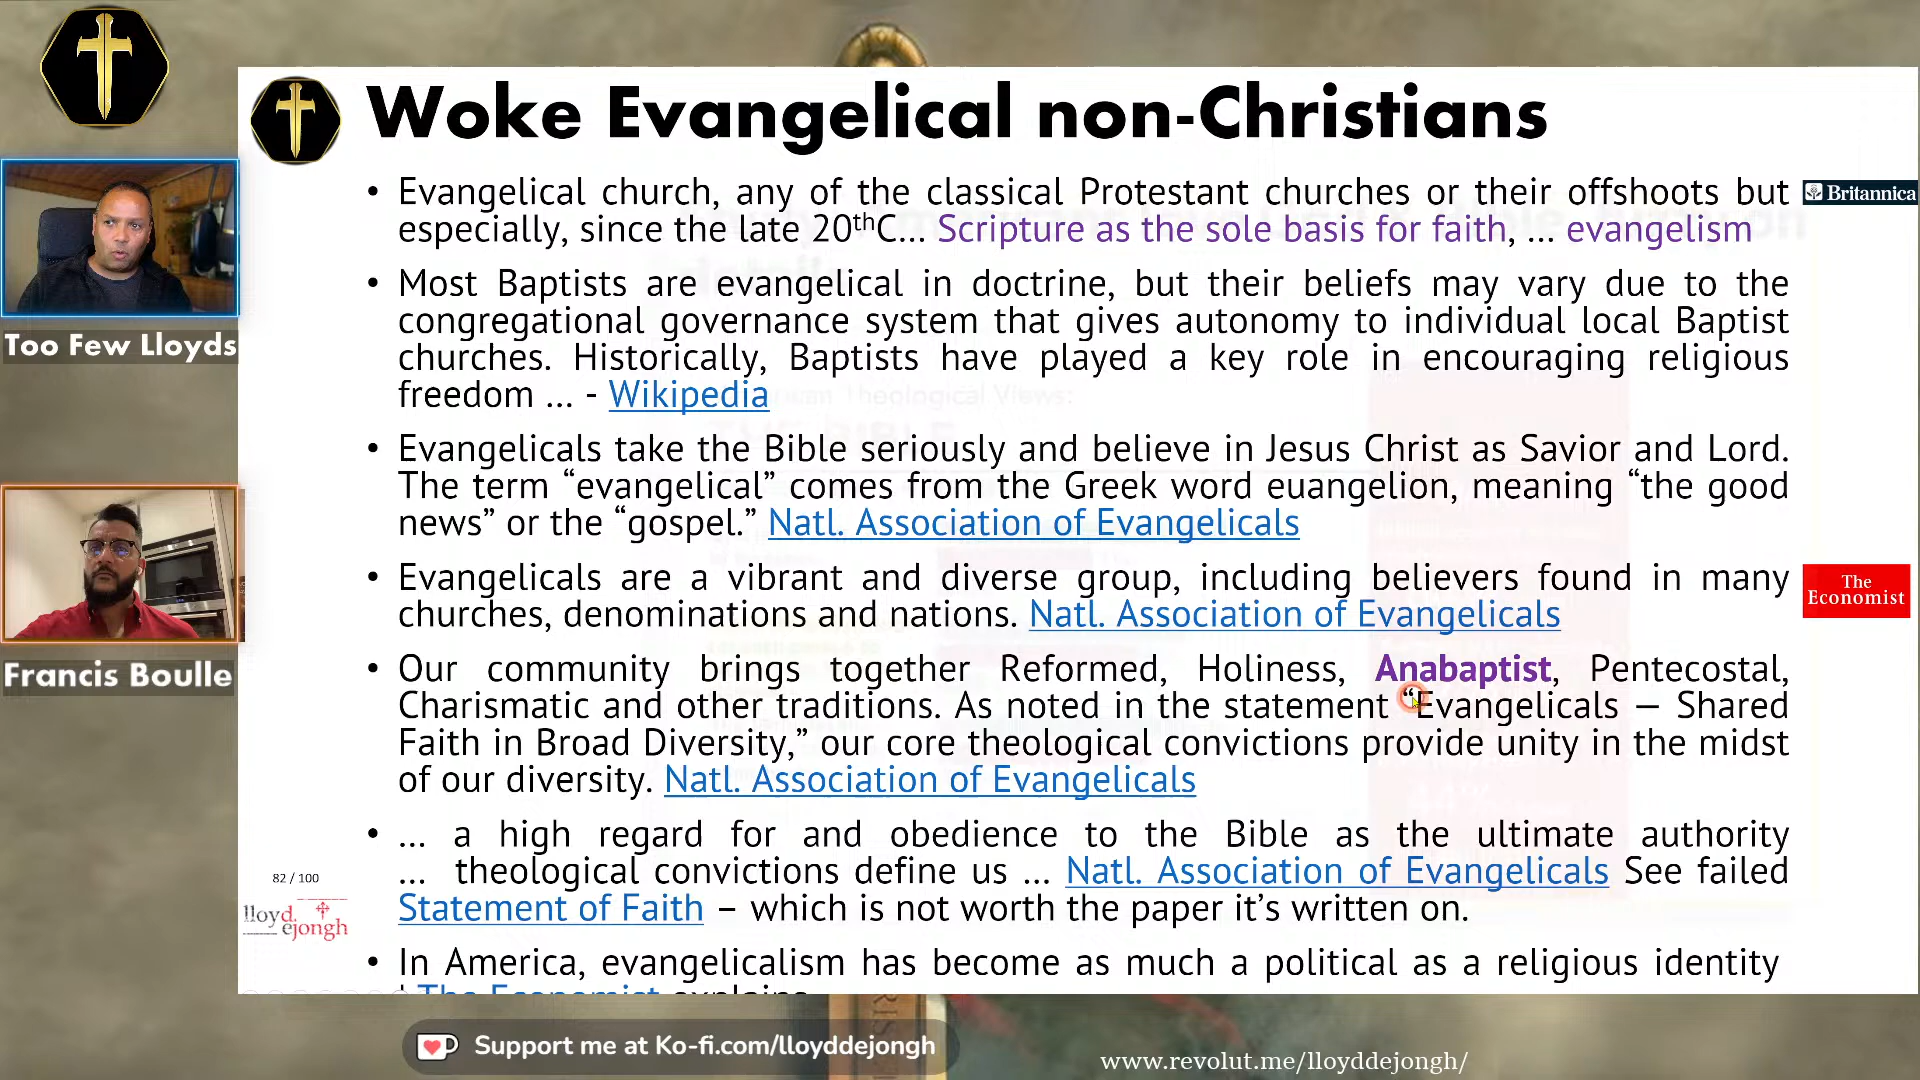 Woke Evangelical non-Christians
• Evangelical church, any of the classical Protestant churches or their offshoots but
especially, since the late 20thC... Scripture as the sole basis for faith, ... evangelism
Britannica
• Most Baptists are evangelical in doctrine, but their beliefs may vary due to the
congregational governance system that gives autonomy to individual local Baptist
churches. Historically, Baptists have played a key role in encouraging religious
freedom ... - Wikipedia
• Evangelicals take the Bible seriously and believe in Jesus Christ as Savior and Lord.
The term “evangelical” comes from the Greek word euangelion, meaning “the good
news” or the “gospel.” Natl. Association of Evangelicals
• Evangelicals are a vibrant and diverse group, including believers found in many
churches, denominations and nations. Natl. Association of Evangelicals
The
Economist
• Our community brings together Reformed, Holiness, Anabaptist, Pentecostal,
Charismatic and other traditions. As noted in the statement “Evangelicals — Shared
Faith in Broad Diversity,” our core theological convictions provide unity in the midst
of our diversity. Natl. Association of Evangelicals
• ... a high regard for and obedience to the Bible as the ultimate authority
... theological convictions define us ... Natl. Association of Evangelicals See failed
Statement of Faith – which is not worth the paper it’s written on.
• In America, evangelicalism has become as much a political as a religious identity
The Economist explains
Too Few Lloyds
Francis Boulle
82 / 100
lloyd
ejongh
Support me at Ko-fi.com/lloyddejongh
www.revolut.me/lloyddejongh/